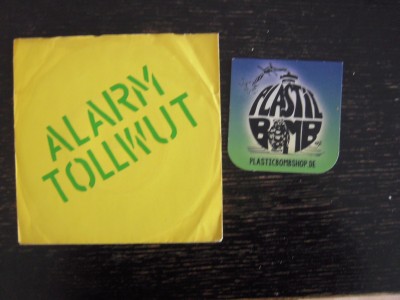 ALARM
TOLLWUT
PLASTIC
BOMB
PLASTICBOMBSHOP.DE